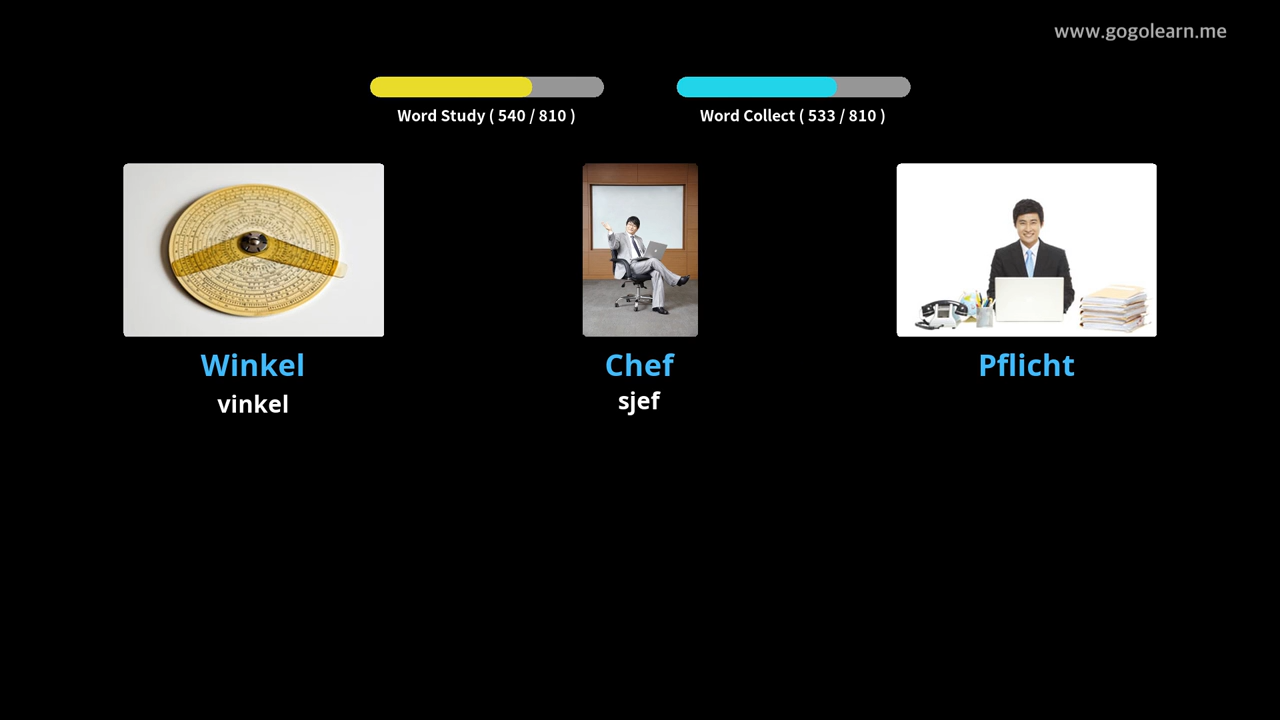 www.gogolearn.me
Word Study ( 540 / 810 )
Word Collect ( 533 / 810 )
Winkel
vinkel
Chef
sjef
Pflicht